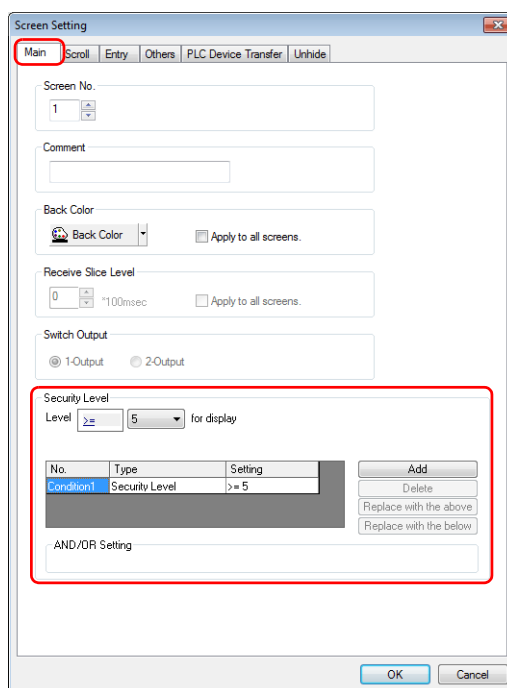 Screen Setting
Main Scroll Entry Others PLC Device Transfer Unhide
Screen No.
1
Comment
Back Color
Back Color Apply to all screens.
Receive Slice Level
0 *100msec Apply to all screens.
Switch Output
1-Output 2-Output
Security Level
Level >= 5 for display
No. Type Setting
Condition1 Security Level >= 5
Add
Delete
Replace with the above
Replace with the below
AND/OR Setting
OK Cancel